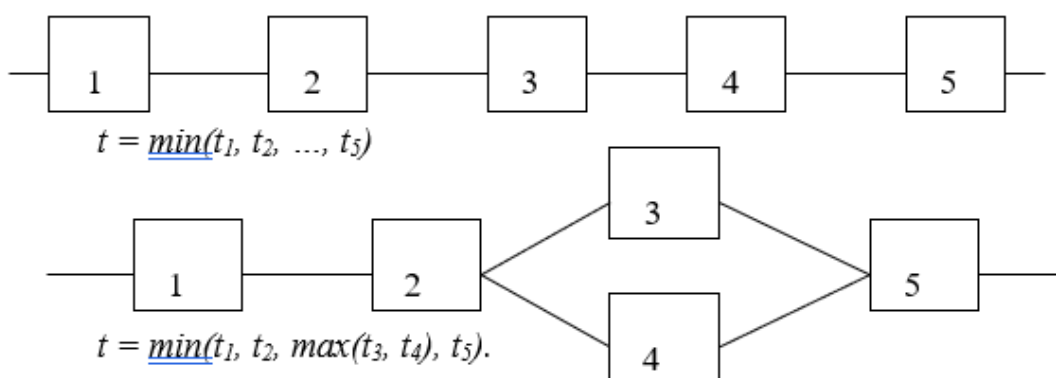 1 2 3 4 5
t = min(t1, t2, ..., t5)
3
1 2 5
4
t = min(t1, t2, max(t3, t4), t5).